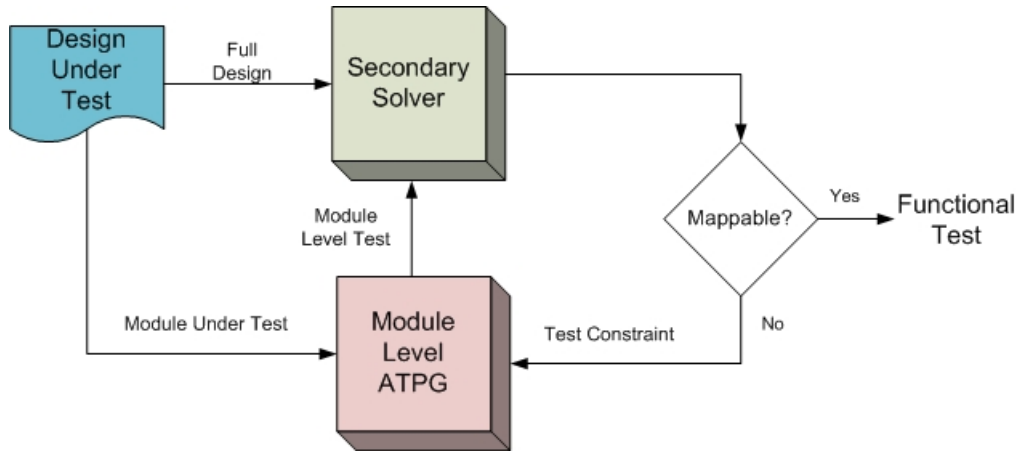 Design
Under
Test
Full
Design
Secondary
Solver
Module
Level Test
Mappable?
Yes
Functional
Test
Module Under Test
Module
Level
ATPG
Test Constraint
No